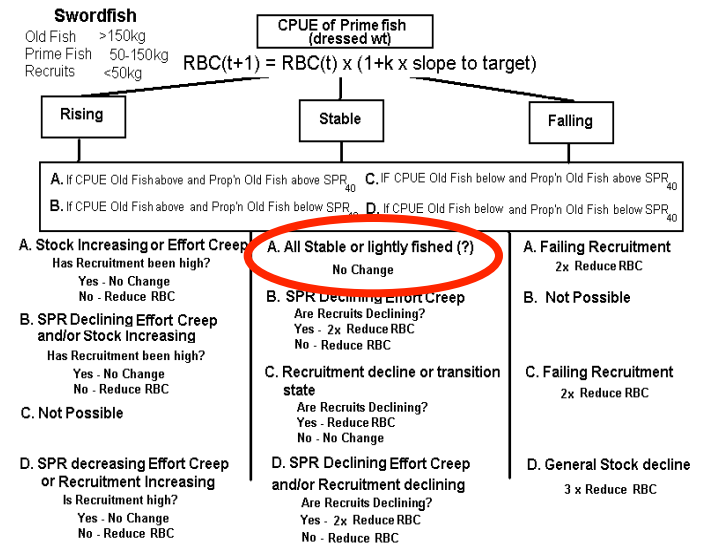 Swordfish
Old Fish >150kg
Prime Fish 50-150kg
Recruits <50kg
CPUE of Prime fish
(dressed wt)
RBC(t+1) = RBC(t) x (1+k x slope to target)
Rising
Stable
Falling
A. If CPUE Old Fishabove and Prop'n Old Fish above SPR40
C. IF CPUE Old Fish below and Prop'n Old Fish above SPR40
B. If CPUE Old Fishabove and Prop'n Old Fish below SPR40
D. If CPUE Old Fish below and Prop'n Old Fish below SPR40
A. Stock Increasing or Effort Creep
Has Recruitment been high?
Yes - No Change
No - Reduce RBC
B. SPR Declining Effort Creep
and/or Stock Increasing
Has Recruitment been high?
Yes - No Change
No - Reduce RBC
C. Not Possible
D. SPR decreasing Effort Creep
or Recruitment Increasing
Is Recruitment high?
Yes - No Change
No - Reduce RBC
A. All Stable or lightly fished (?)
No Change
B. SPR Declining Effort Creep
Are Recruits Declining?
Yes - 2x Reduce RBC
No - Reduce RBC
C. Recruitment decline or transition
state
Are Recruits Declining?
Yes - Reduce RBC
No - No Change
D. SPR Declining Effort Creep
and/or Recruitment declining
Are Recruits Declining?
Yes - 2x Reduce RBC
No - Reduce RBC
A. Failing Recruitment
2x Reduce RBC
B. Not Possible
C. Failing Recruitment
2x Reduce RBC
D. General Stock decline
3 x Reduce RBC